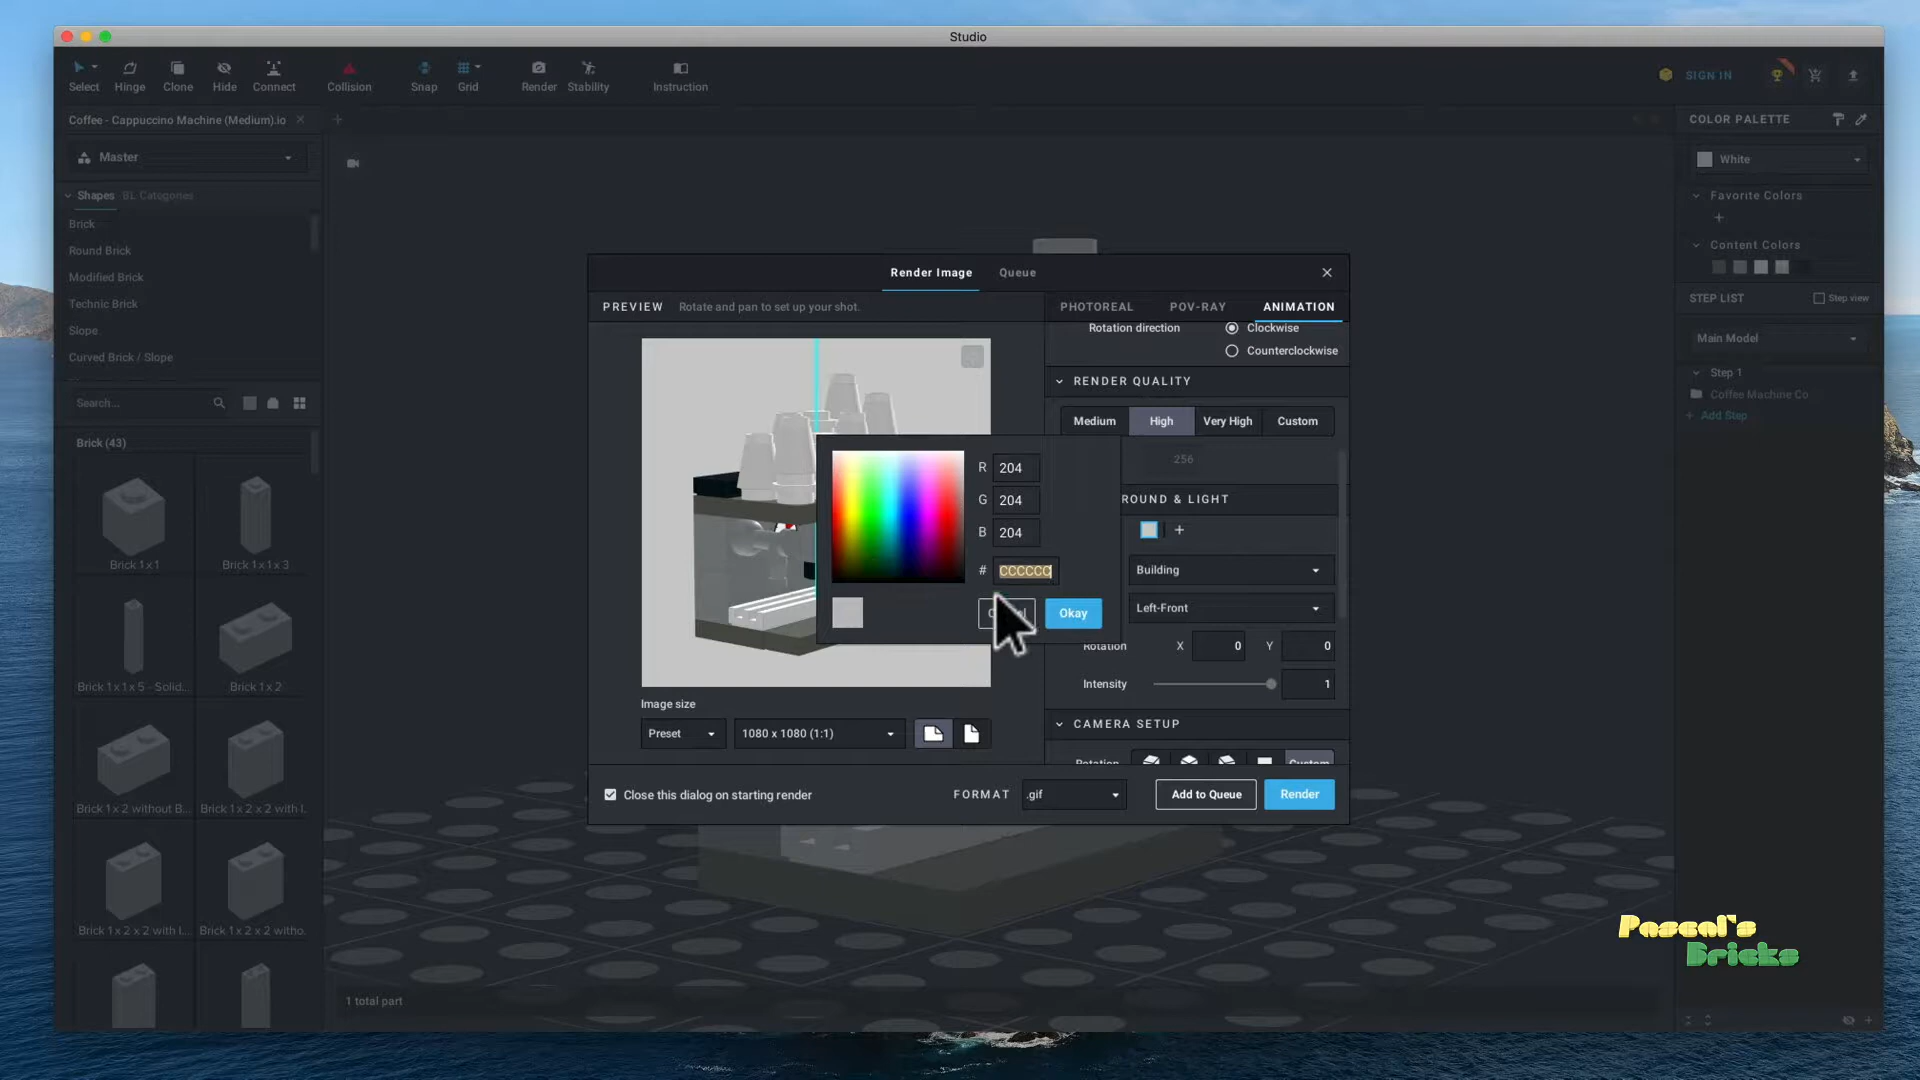 Studio
Select
Hinge
Clone
Hide
Connect
Collision
Snap
Grid
Render
Stability
Instruction
SIGN IN
Coffee - Cappuccino Machine (Medium).io
Master
Shapes BL Categories
Brick
Round Brick
Modified Brick
Technic Brick
Slope
Curved Brick / Slope
Search...
Brick (43)
Brick 1 x 1
Brick 1 x 1 x 3
Brick 1 x 1 x 5 - Solid...
Brick 1 x 2
Brick 1 x 2 without B...
Brick 1 x 2 x 2 with I...
Brick 1 x 2 x 2 with I...
Brick 1 x 2 x 2 witho...
Render Image
Queue
PREVIEW
Rotate and pan to set up your shot.
PHOTOREAL
POV-RAY
ANIMATION
Rotation direction
Clockwise
Counterclockwise
RENDER QUALITY
Medium
High
Very High
Custom
256
ROUND & LIGHT
Building
Left-Front
Rotation
X 0
Y 0
Intensity
1
CAMERA SETUP
Rotation
Custom
R 204
G 204
B 204
# CCCCCC
Okay
Image size
Preset
1080 x 1080 (1:1)
Close this dialog on starting render
FORMAT
.gif
Add to Queue
Render
COLOR PALETTE
White
Favorite Colors
Content Colors
STEP LIST
Step view
Main Model
Step 1
Coffee Machine Co
Add Step
1 total part
Pascal's
Bricks